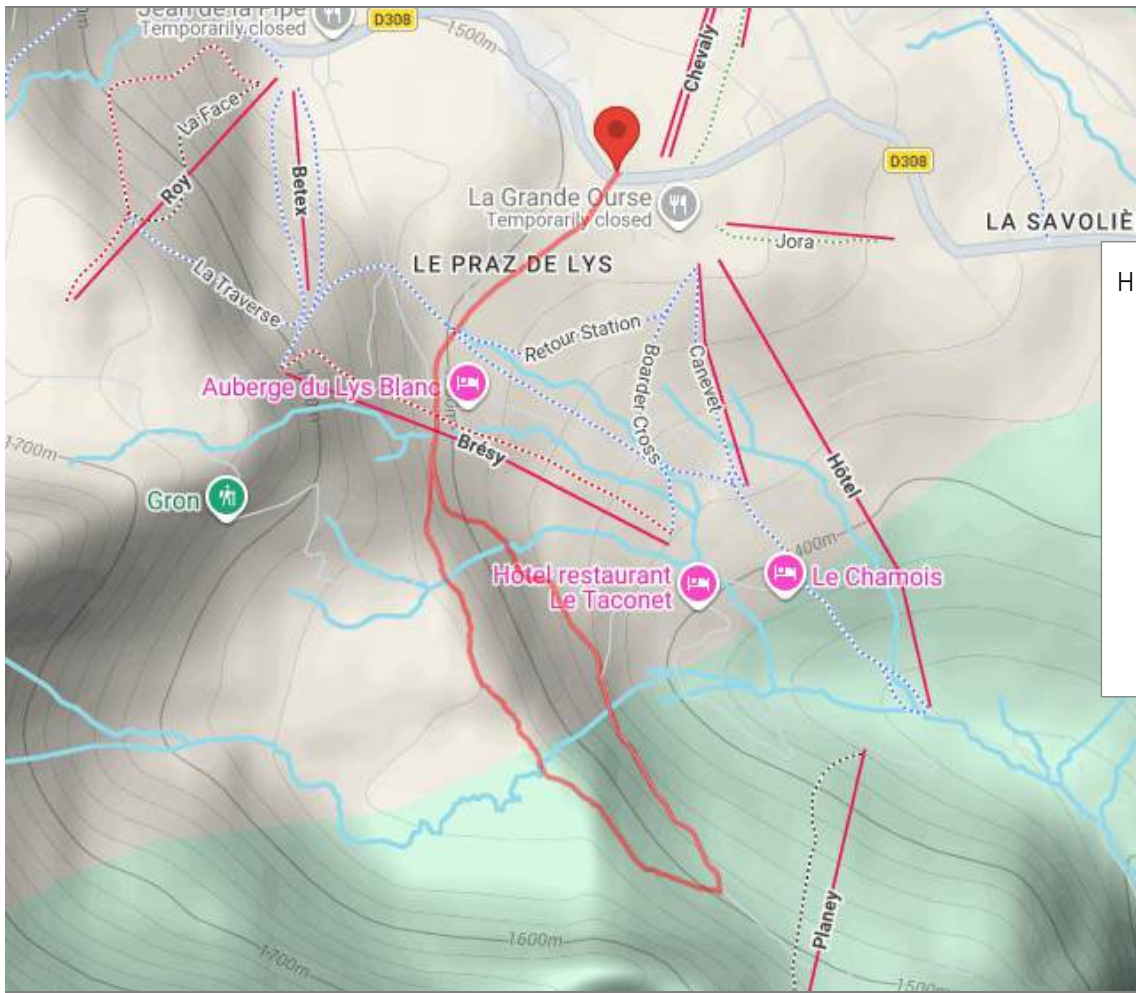 Jean de la Pipe
Temporarily closed
D308
1500m
Chevaly
La Face
Roy
Betex
D308
La Grande Ourse
Temporarily closed
LA SAVOLIÈ
Jora
LE PRAZ DE LYS
La Traverse
H
Retour Station
Boarder Cross
Canevet
Auberge du Lys Blanc
Brésy
1700m
Hôtel
Gron
400m
Hôtel restaurant
Le Taconet
Le Chamois
Planey
1600m
1700m
1500m